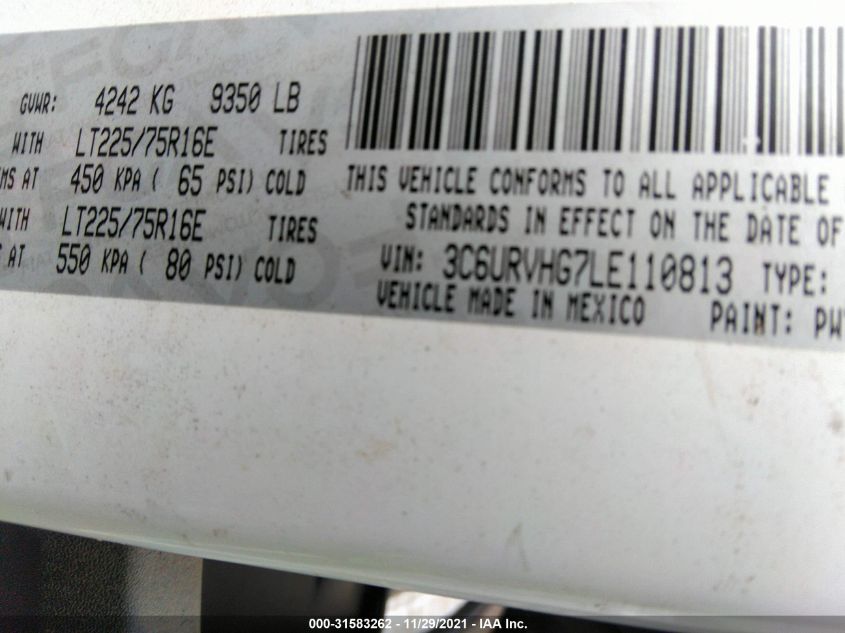 GVWR: 4242 KG 9350 LB
WITH LT225/75R16E TIRES
MS AT 450 KPA ( 65 PSI) COLD
WITH LT225/75R16E TIRES
AT 550 KPA ( 80 PSI) COLD
THIS VEHICLE CONFORMS TO ALL APPLICABLE
STANDARDS IN EFFECT ON THE DATE OF
VIN: 3C6URVHG7LE110813 TYPE:
VEHICLE MADE IN MEXICO PAINT: PW
000-31583262 - 11/29/2021 - IAA Inc.